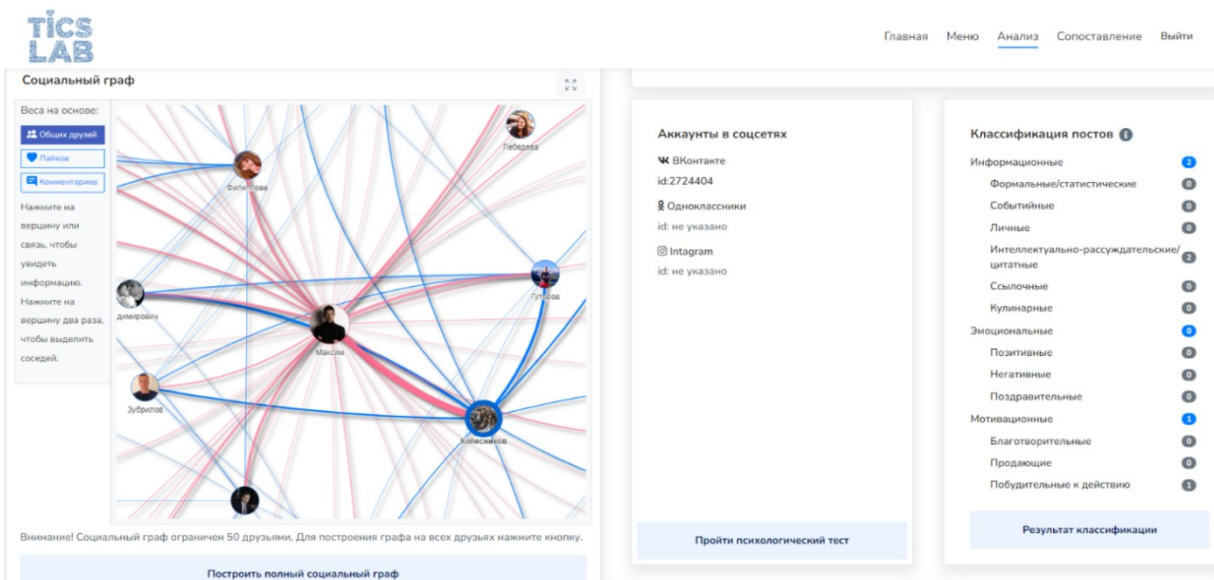 TICS
LAB
Главная Меню Анализ Сопоставление Выйти
Социальный граф
Веса на основе:
Общих друзей
Лайков
Комментариев
Нажмите на
вершину или
связь, чтобы
увидеть
информацию.
Нажмите на
вершину два раза,
чтобы выделить
соседей.
Лебедева
Филиппова
Гуторов
димирович
Максим
Зубрилов
Колесников
Внимание! Социальный граф ограничен 50 друзьями. Для построения графа на всех друзьях нажмите кнопку.
Построить полный социальный граф
Аккаунты в соцсетях
ВКонтакте
id:2724404
Одноклассники
id: не указано
Intagram
id: не указано
Пройти психологический тест
Классификация постов
Информационные 2
Формальные/статистические 0
Событийные 0
Личные 0
Интеллектуально-рассуждательские/
цитатные 2
Ссылочные 0
Кулинарные 0
Эмоциональные 0
Позитивные 0
Негативные 0
Поздравительные 0
Мотивационные 1
Благотворительные 0
Продающие 0
Побудительные к действию 1
Результат классификации